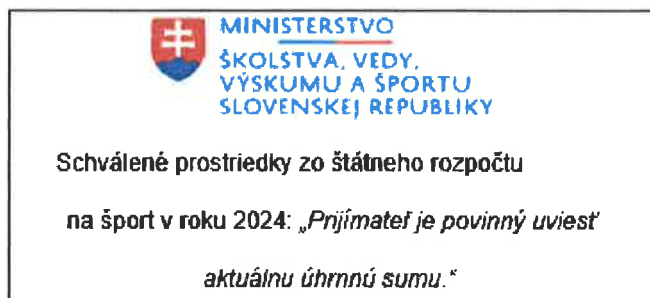 MINISTERSTVO
ŠKOLSTVA, VEDY,
VÝSKUMU A ŠPORTU
SLOVENSKEJ REPUBLIKY
Schválené prostriedky zo štátneho rozpočtu
na šport v roku 2024: „Prijímateľ je povinný uviesť
aktuálnu úhrnnú sumu.“